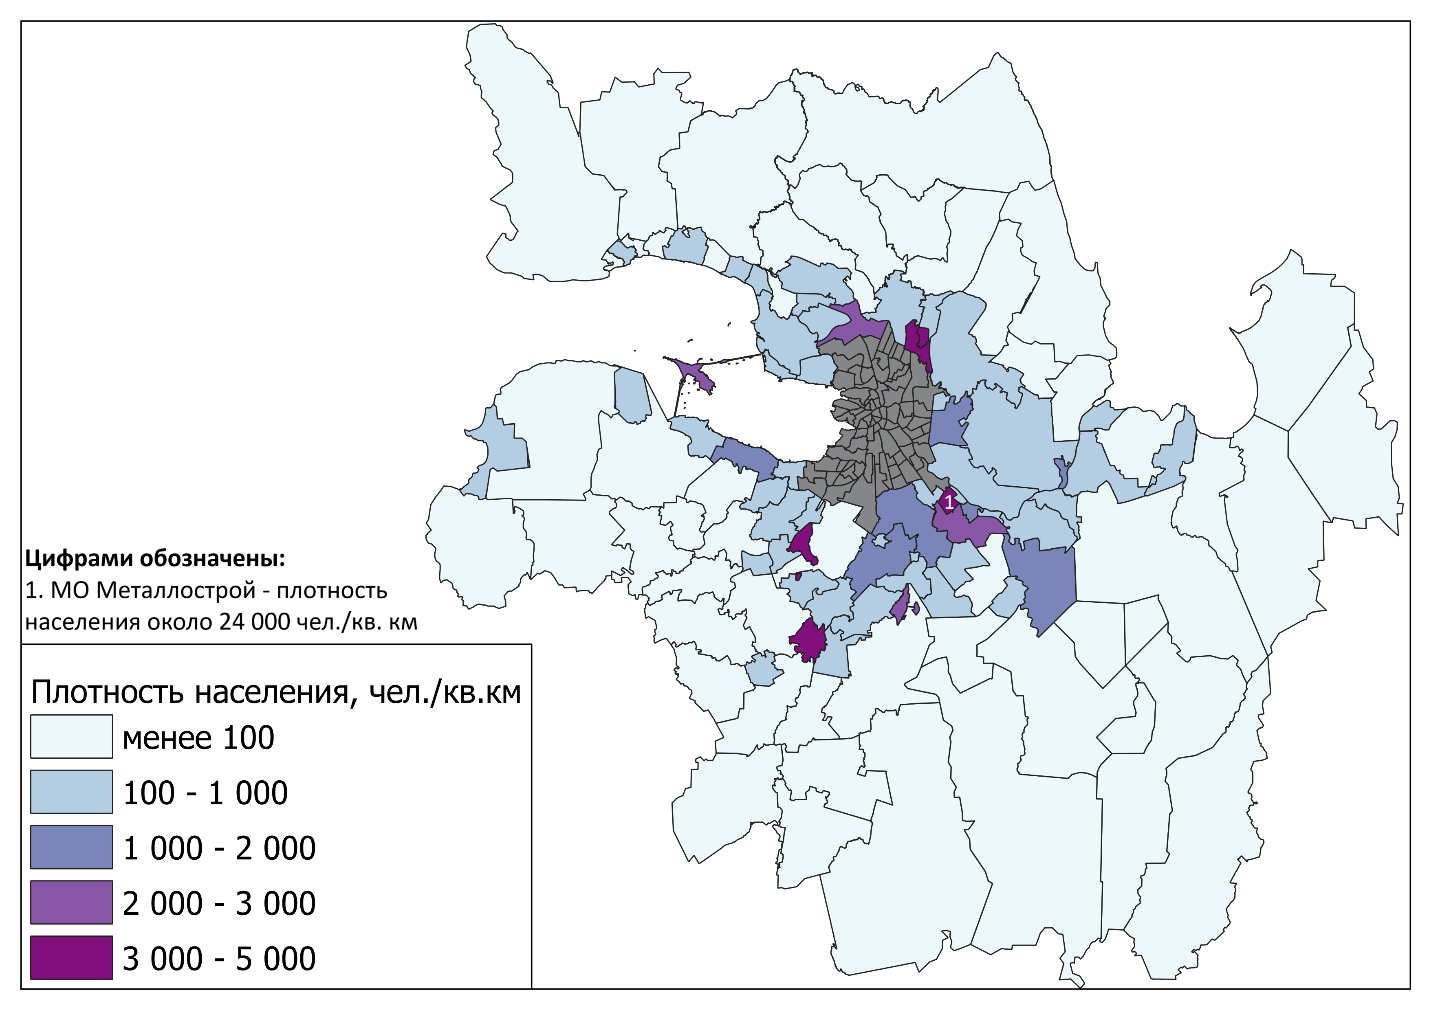 1
Цифрами обозначены:
1. МО Металлострой - плотность
населения около 24 000 чел./кв. км
Плотность населения, чел./кв.км
менее 100
100 - 1 000
1 000 - 2 000
2 000 - 3 000
3 000 - 5 000